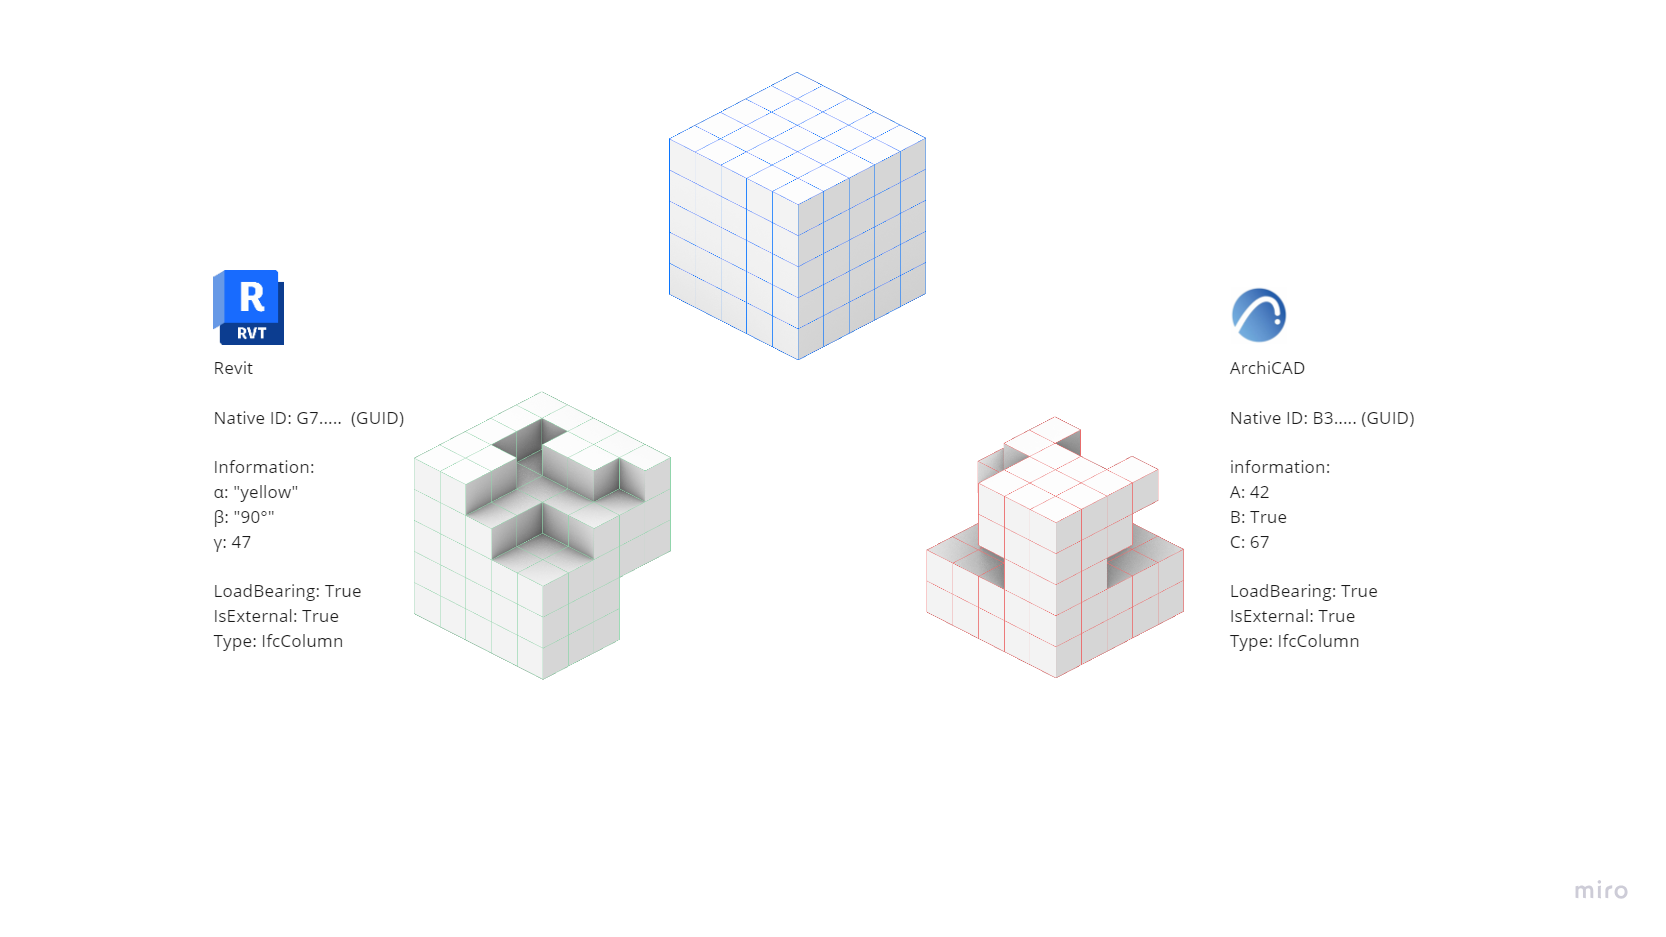 R
RVT
Revit
Native ID: G7..... (GUID)
Information:
α: "yellow"
β: "90°"
γ: 47
LoadBearing: True
IsExternal: True
Type: IfcColumn
ArchiCAD
Native ID: B3..... (GUID)
information:
A: 42
B: True
C: 67
LoadBearing: True
IsExternal: True
Type: IfcColumn
miro